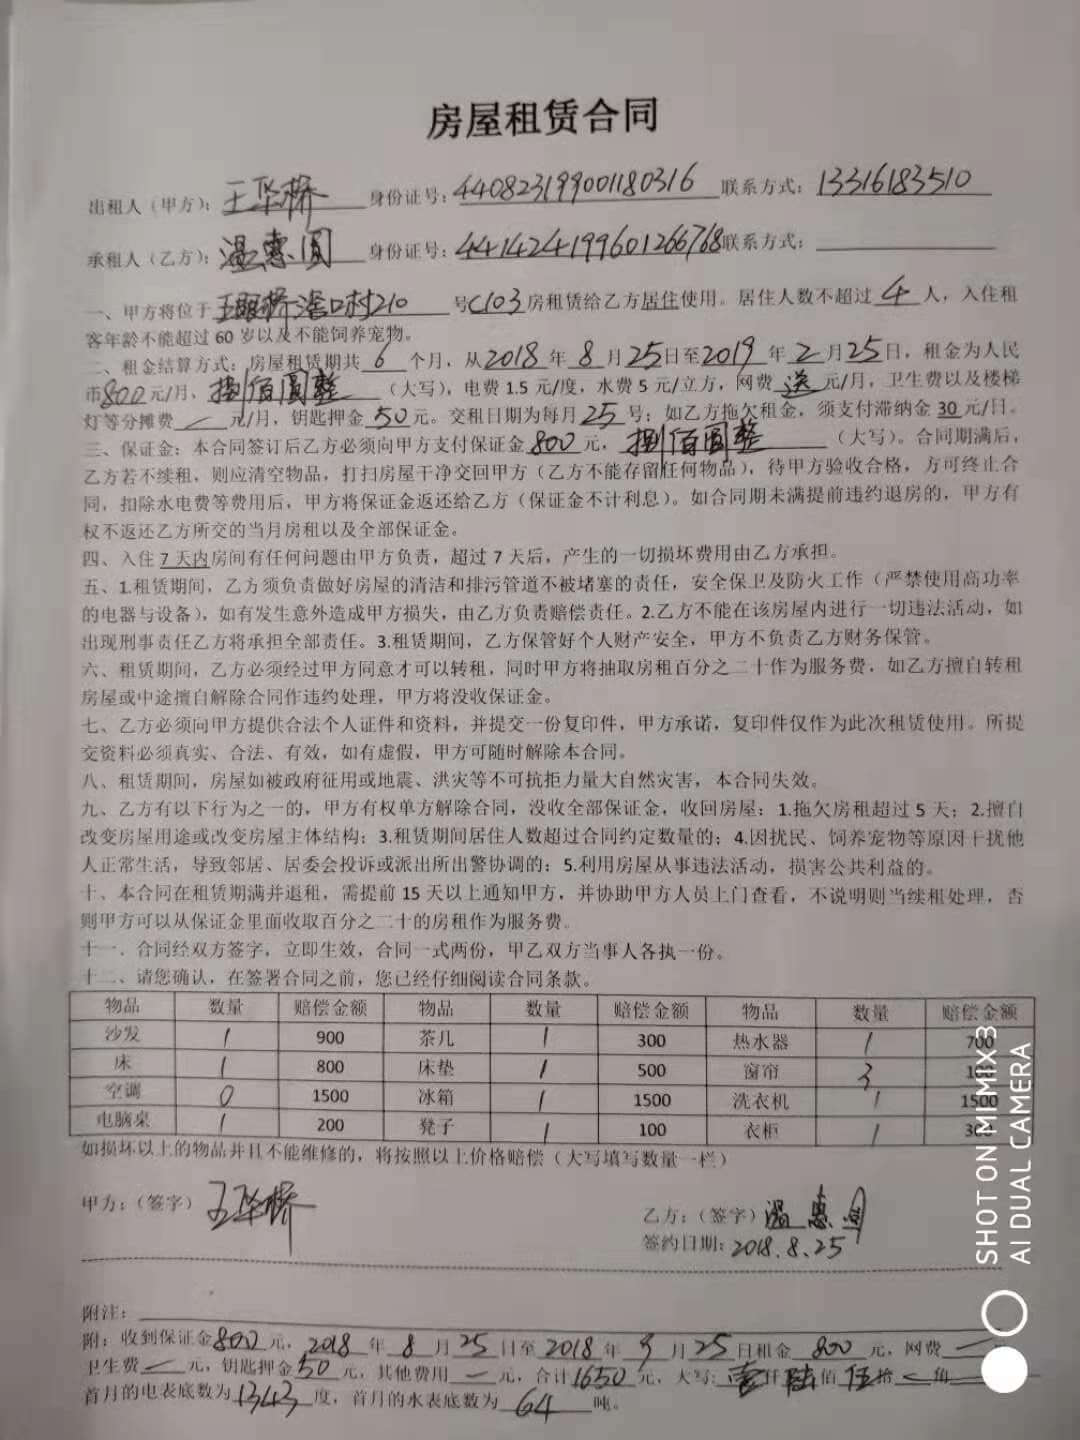 房屋租赁合同
出租人（甲方）：王华桥 身份证号：440823199001180316 联系方式：13316183510
承租人（乙方）：温惠圆 身份证号：441424199601266768 联系方式：
一、甲方将位于 村210 号C103房租赁给乙方居住使用。居住人数不超过 4 人，入住租
客年龄不能超过 60 岁以及不能饲养宠物。
二、租金结算方式：房屋租赁期共 6 个月，从2018 年 8 月25日至2019 年 2 月25日，租金为人民
币800元/月、捌佰圆整（大写），电费 1.5 元/度，水费 5 元/立方，网费 送 元/月，卫生费以及楼梯
灯等分摊费 — 元/月，钥匙押金 50 元。交租日期为每月 25 号；如乙方拖欠租金，须支付滞纳金 30 元/日。
三、保证金：本合同签订后乙方必须向甲方支付保证金 800 元，捌佰圆整（大写）。合同期满后，
乙方若不续租，则应清空物品，打扫房屋干净交回甲方（乙方不能存留任何物品），待甲方验收合格，方可终止合
同，扣除水电费等费用后，甲方将保证金返还给乙方（保证金不计利息）。如合同期未满提前违约退房的，甲方有
权不返还乙方所交的当月房租以及全部保证金。
四、入住 7 天内房间有任何问题由甲方负责，超过 7 天后，产生的一切损坏费用由乙方承担。
五、1.租赁期间，乙方须负责做好房屋的清洁和排污管道不被堵塞的责任，安全保卫及防火工作（严禁使用高功率
的电器与设备），如有发生意外造成甲方损失，由乙方负责赔偿责任。2.乙方不能在该房屋内进行一切违法活动，如
出现刑事责任乙方将承担全部责任。3.租赁期间，乙方保管好个人财产安全，甲方不负责乙方财务保管。
六、租赁期间，乙方必须经过甲方同意才可以转租，同时甲方将抽取房租百分之二十作为服务费，如乙方擅自转租
房屋或中途擅自解除合同作违约处理，甲方将没收保证金。
七、乙方必须向甲方提供合法个人证件和资料，并提交一份复印件，甲方承诺，复印件仅作为此次租赁使用。所提
交资料必须真实、合法、有效，如有虚假，甲方可随时解除本合同。
八、租赁期间，房屋如被政府征用或地震、洪灾等不可抗拒力量大自然灾害，本合同失效。
九、乙方有以下行为之一的，甲方有权单方解除合同，没收全部保证金，收回房屋：1.拖欠房租超过 5 天；2.擅自
改变房屋用途或改变房屋主体结构；3.租赁期间居住人数超过合同约定数量的；4.因扰民、饲养宠物等原因干扰他
人正常生活，导致邻居、居委会投诉或派出所出警协调的；5.利用房屋从事违法活动，损害公共利益的。
十、本合同在租赁期满并退租，需提前 15 天以上通知甲方，并协助甲方人员上门查看，不说明则当续租处理，否
则甲方可以从保证金里面收取百分之二十的房租作为服务费。
十一．合同经双方签字，立即生效，合同一式两份，甲乙双方当事人各执一份。
十二、请您确认，在签署合同之前，您已经仔细阅读合同条款。
物品 数量 赔偿金额 物品 数量 赔偿金额 物品 数量 赔偿金额
沙发 1 900 茶几 1 300 热水器 1 700
床 1 800 床垫 1 500 窗帘 3 100
空调 0 1500 冰箱 1 1500 洗衣机 1 1500
电脑桌 1 200 凳子 1 100 衣柜 1 300
如损坏以上的物品并且不能维修的，将按照以上价格赔偿（大写填写数量一栏）
甲方：（签字）王华桥
乙方：（签字）温惠圆
签约日期：2018.8.25
附注：
附：收到保证金800元，2018 年 8 月 25 日至 2018 年 9 月 25 日租金 800 元，网费 —
卫生费 — 元，钥匙押金50元，其他费用 — 元，合计1650元，大写：壹仟陆佰伍拾 — 角
首月的电表底数为1343度，首月的水表底数为 64 吨。
SHOT ON MI MIX 3
AI DUAL CAMERA